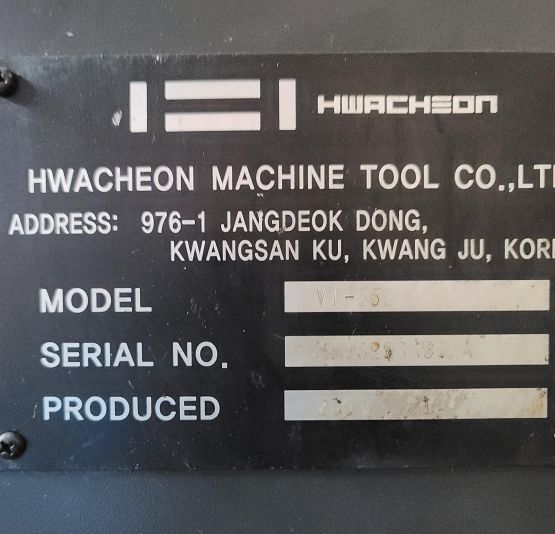 HWACHEON
HWACHEON MACHINE TOOL CO.,LT
ADDRESS: 976-1 JANGDEOK DONG,
KWANGSAN KU, KWANG JU, KOR
MODEL
SERIAL NO.
PRODUCED